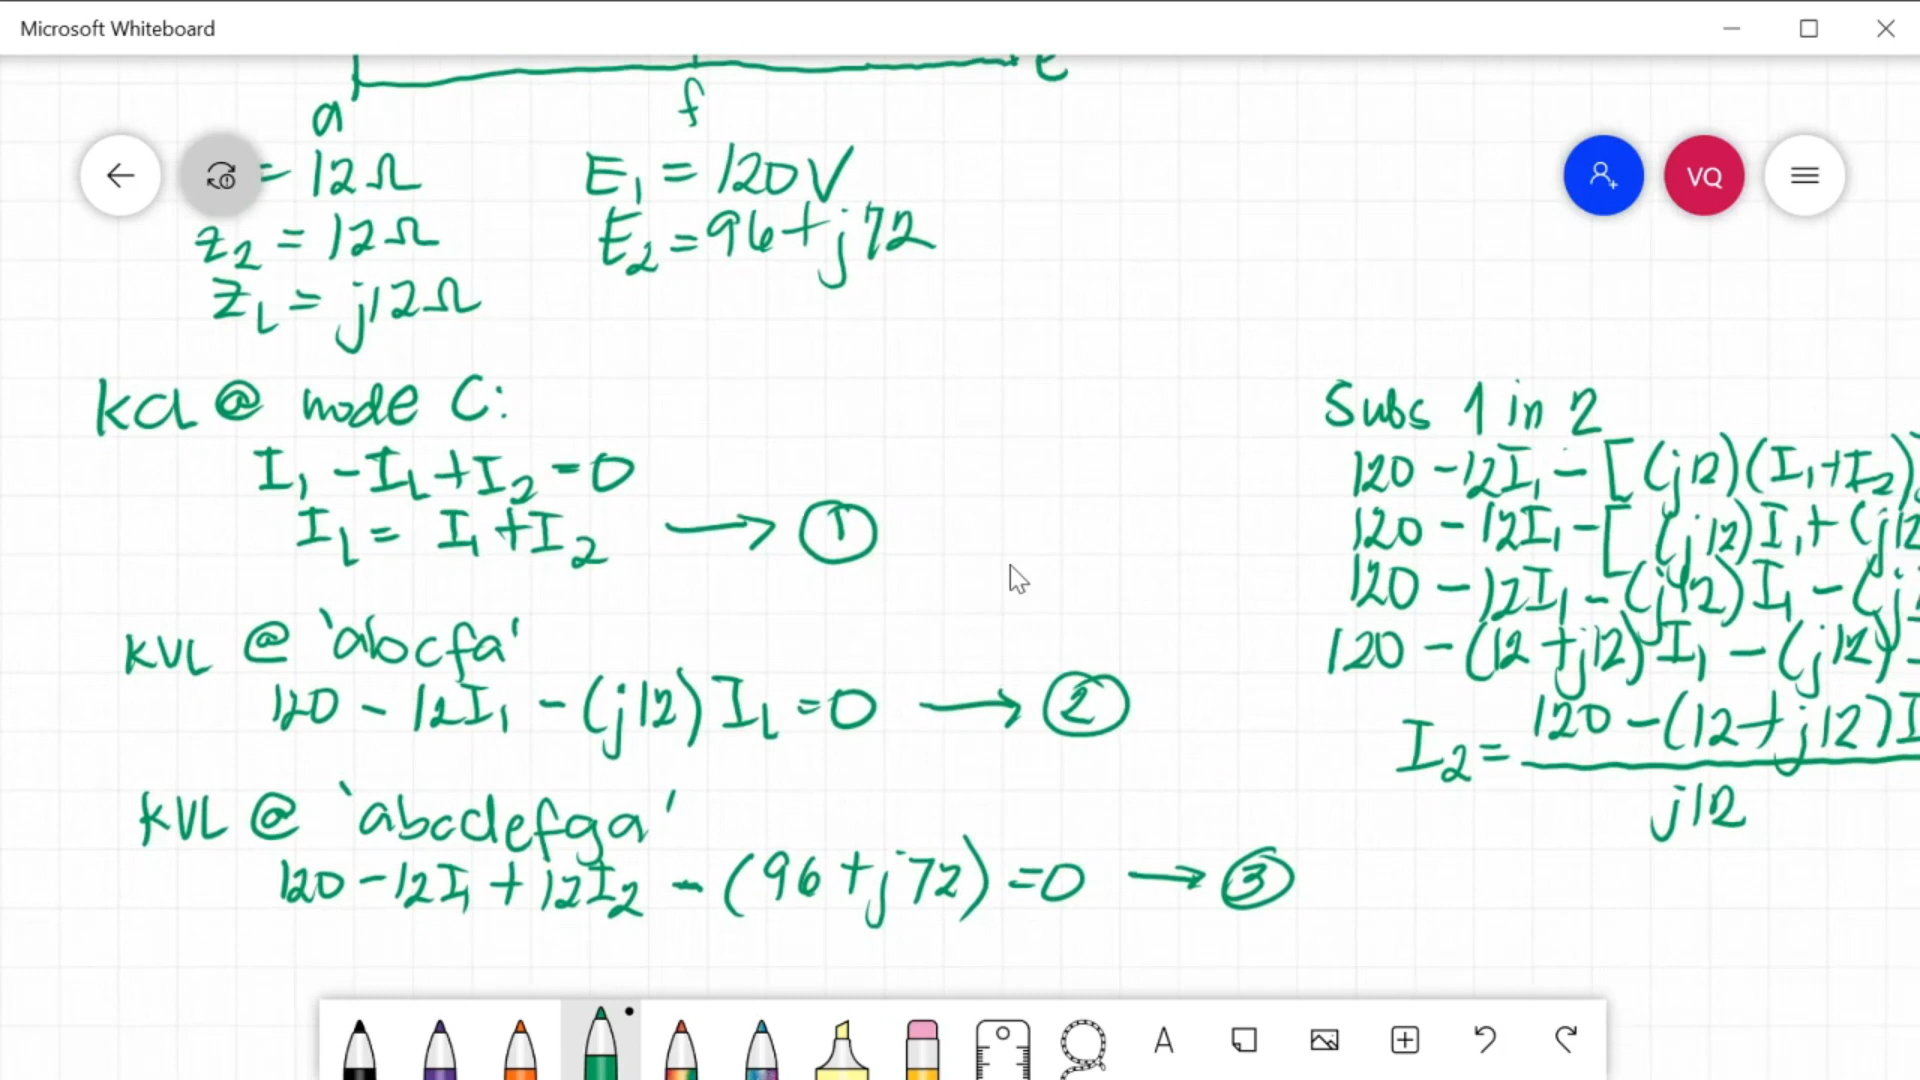 Microsoft Whiteboard
e
a
f
= 12Ω
E₁ = 120V
VQ
Z₂ = 12Ω
E₂ = 96+j72
Z_L = j12Ω
KCL @ node C:
I₁ - I_L + I₂ = 0
I_L = I₁ + I₂ → ①
KVL @ 'abcfa'
120 - 12I₁ - (j12) I_L = 0 → ②
KVL @ 'abcdefga'
120 - 12I₁ + 12I₂ - (96 + j72) = 0 → ③
Subs 1 in 2
120 - 12I₁ - [(j12)(I₁+I₂)]
120 - 12I₁ - [(j12)I₁ + (j12
120 - 12I₁ - (j12)I₁ - (j
120 - (12 + j12) I₁ - (j12)
I₂ = 120 - (12 + j12)I
j12
A